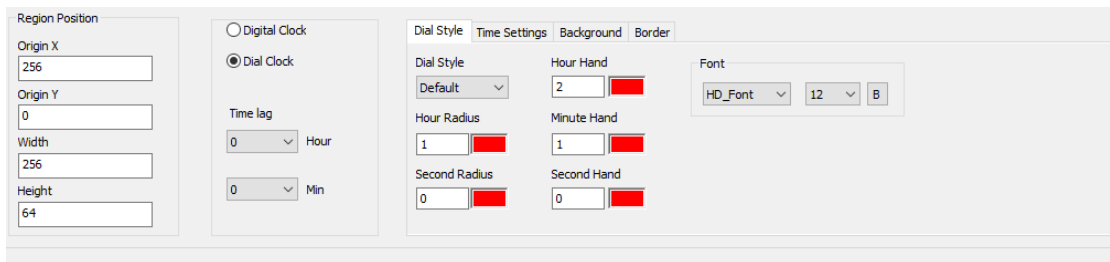 Region Position
Origin X
256
Origin Y
0
Width
256
Height
64
Digital Clock
Dial Clock
Time lag
0 Hour
0 Min
Dial Style Time Settings Background Border
Dial Style Hour Hand
Default 2
Hour Radius Minute Hand
1 1
Second Radius Second Hand
0 0
Font
HD_Font 12 B